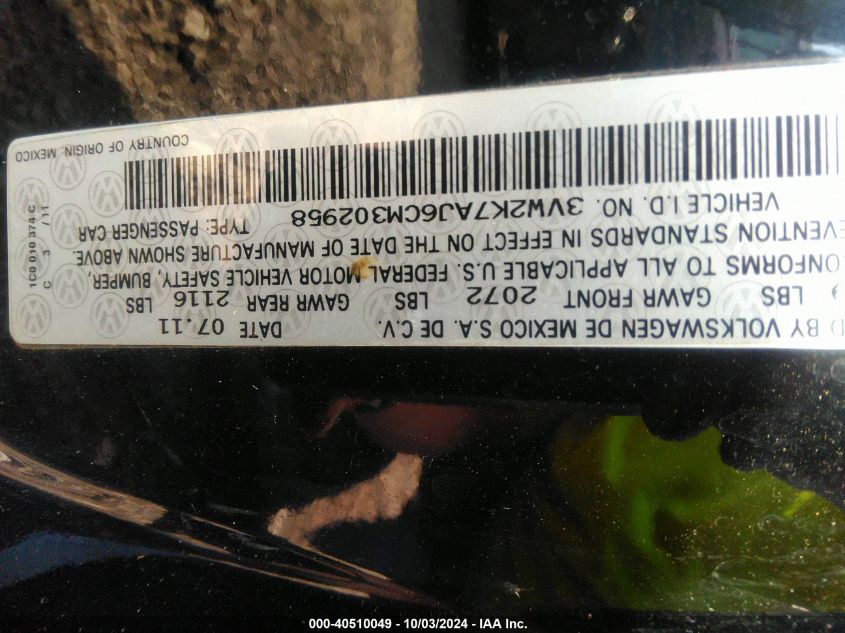 D BY VOLKSWAGEN DE MEXICO S.A. DE C.V. DATE 07.11
LBS GAWR FRONT 2072 LBS GAWR REAR 2116 LBS
ONFORMS TO ALL APPLICABLE U.S. FEDERAL MOTOR VEHICLE SAFETY, BUMPER,
EVENTION STANDARDS IN EFFECT ON THE DATE OF MANUFACTURE SHOWN ABOVE.
VEHICLE I.D. NO. 3VW2K7AJ6CM302958 TYPE: PASSENGER CAR
COUNTRY OF ORIGIN: MEXICO
1C0 010 374 C
C 3 /11
000-40510049 - 10/03/2024 - IAA Inc.